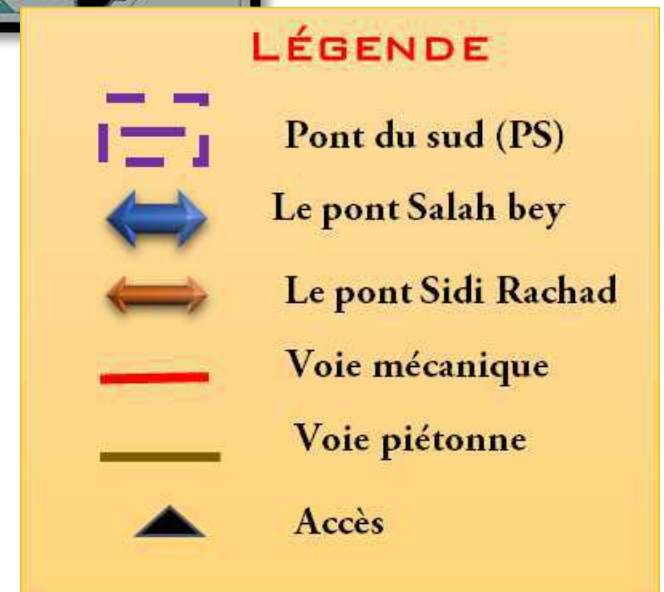 LÉGENDE
Pont du sud (PS)
Le pont Salah bey
Le pont Sidi Rachad
Voie mécanique
Voie piétonne
Accès